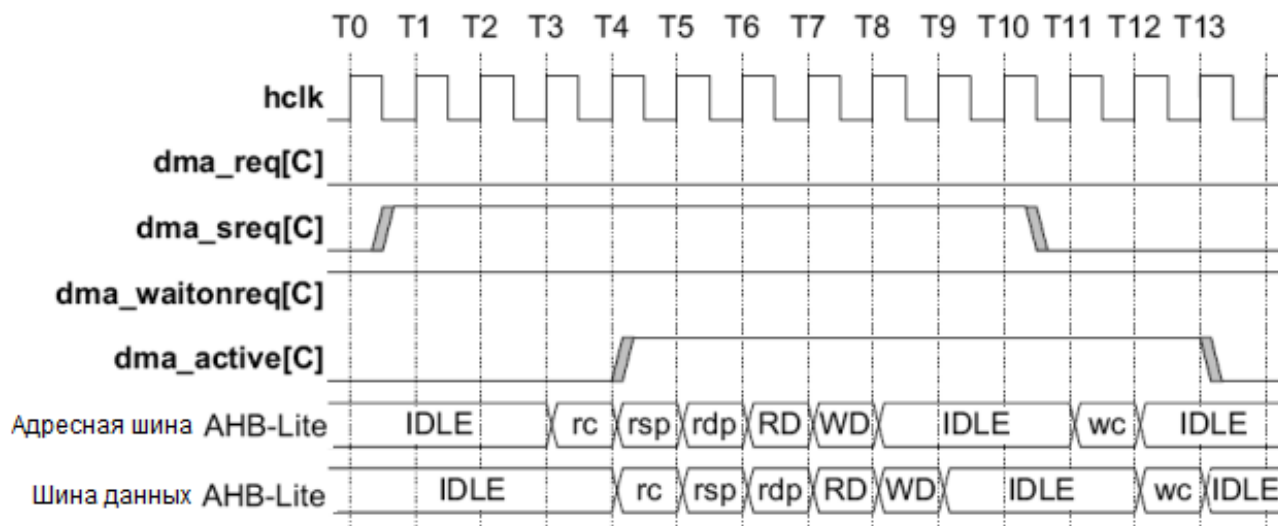 T0 T1 T2 T3 T4 T5 T6 T7 T8 T9 T10 T11 T12 T13
hclk
dma_req[C]
dma_sreq[C]
dma_waitonreq[C]
dma_active[C]
Адресная шина AHB-Lite IDLE rc rsp rdp RD WD IDLE wc IDLE
Шина данных AHB-Lite IDLE rc rsp rdp RD WD IDLE wc IDLE